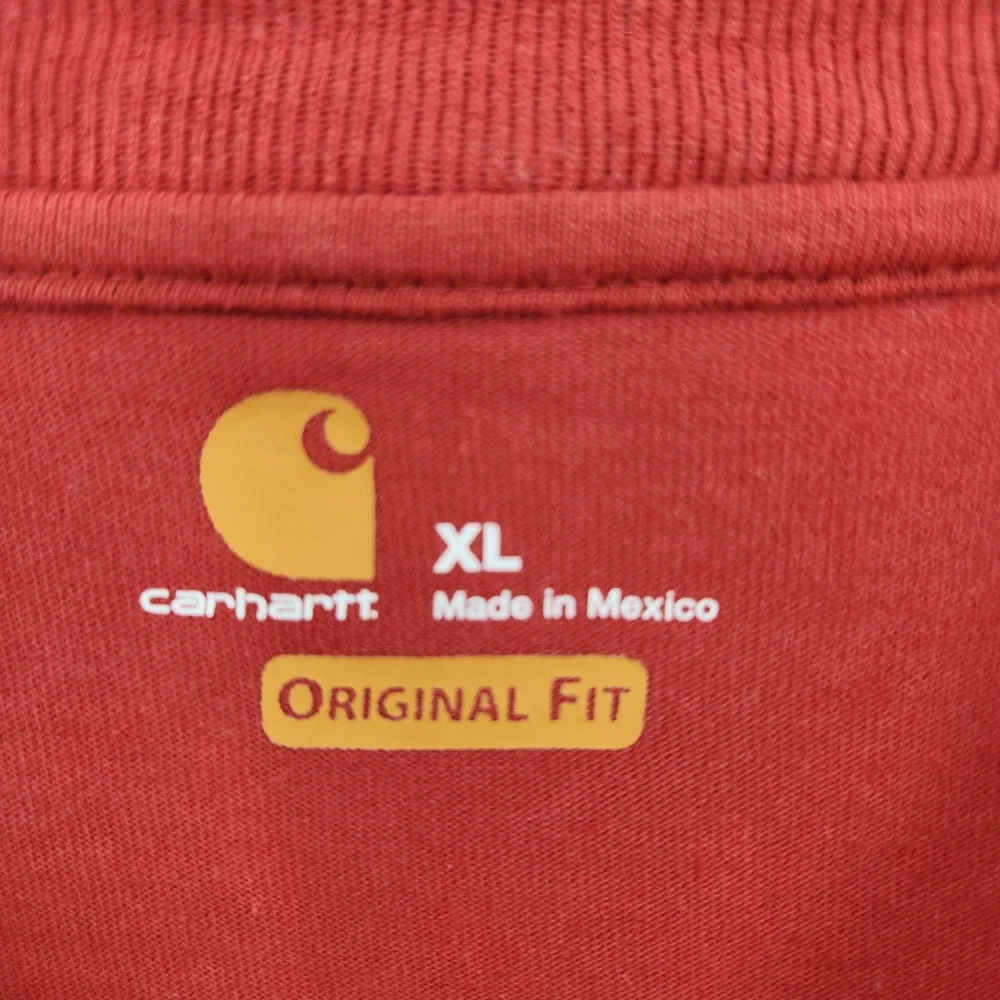 XL
carhartt
Made in Mexico
ORIGINAL FIT